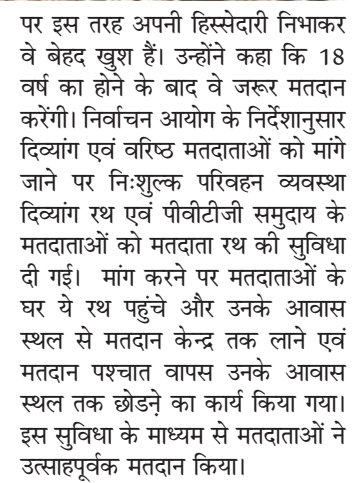 पर इस तरह अपनी हिस्सेदारी निभाकर
वे बेहद खुश हैं। उन्होंने कहा कि 18
वर्ष का होने के बाद वे जरूर मतदान
करेंगी। निर्वाचन आयोग के निर्देशानुसार
दिव्यांग एवं वरिष्ठ मतदाताओं को मांगे
जाने पर निःशुल्क परिवहन व्यवस्था
दिव्यांग रथ एवं पीवीटीजी समुदाय के
मतदाताओं को मतदाता रथ की सुविधा
दी गई। मांग करने पर मतदाताओं के
घर ये रथ पहुंचे और उनके आवास
स्थल से मतदान केन्द्र तक लाने एवं
मतदान पश्चात वापस उनके आवास
स्थल तक छोडऩे का कार्य किया गया।
इस सुविधा के माध्यम से मतदाताओं ने
उत्साहपूर्वक मतदान किया।